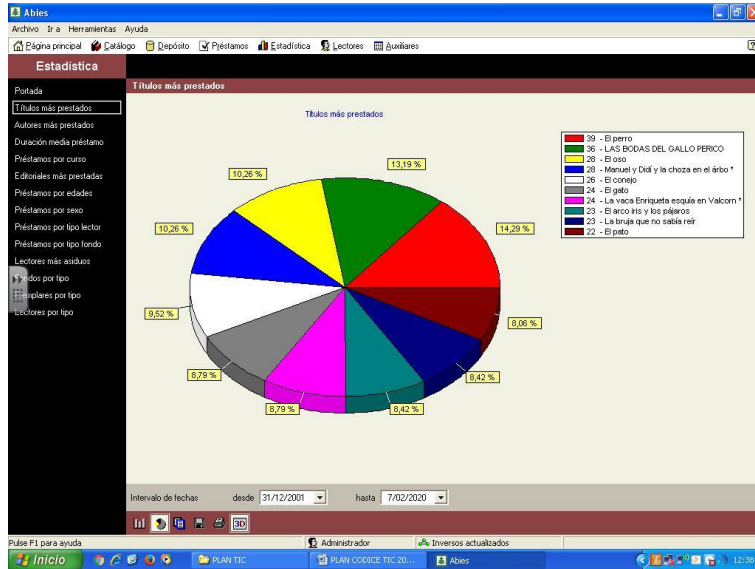 Abies
Archivo Ir a Herramientas Ayuda
Página principal Catálogo Depósito Préstamos Estadística Lectores Auxiliares
Estadística
Títulos más prestados
Portada
Títulos más prestados
Autores más prestados
Duración media préstamo
Préstamos por curso
Editoriales más prestadas
Préstamos por edades
Préstamos por sexo
Préstamos por tipo lector
Préstamos por tipo fondo
Lectores más asiduos
Fondos por tipo
Ejemplares por tipo
Lectores por tipo
Títulos más prestados
13,19 %
10,26 %
14,29 %
10,26 %
9,52 %
8,06 %
8,79 %
8,42 %
8,79 %
8,42 %
39 - El perro
36 - LAS BODAS DEL GALLO PERICO
28 - El oso
28 - Manuel y Didí y la choza en el árbo *
26 - El conejo
24 - El gato
24 - La vaca Enriqueta esquía en Valcorn *
23 - El arco iris y los pájaros
23 - La bruja que no sabía reír
22 - El pato
Intervalo de fechas desde 31/12/2001 hasta 7/02/2020
3D
Pulse F1 para ayuda Administrador Inversos actualizados
Inicio PLAN TIC PLAN CODICE TIC 20... Abies 12:38